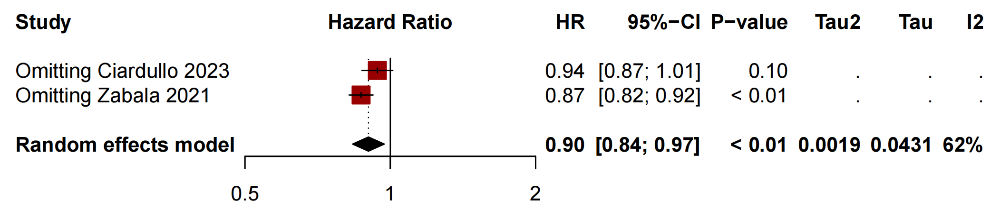 Study Hazard Ratio HR 95%−CI P−value Tau2 Tau I2
Omitting Ciardullo 2023 0.94 [0.87; 1.01] 0.10 . . .
Omitting Zabala 2021 0.87 [0.82; 0.92] < 0.01 . . .
Random effects model 0.90 [0.84; 0.97] < 0.01 0.0019 0.0431 62%
0.5 1 2